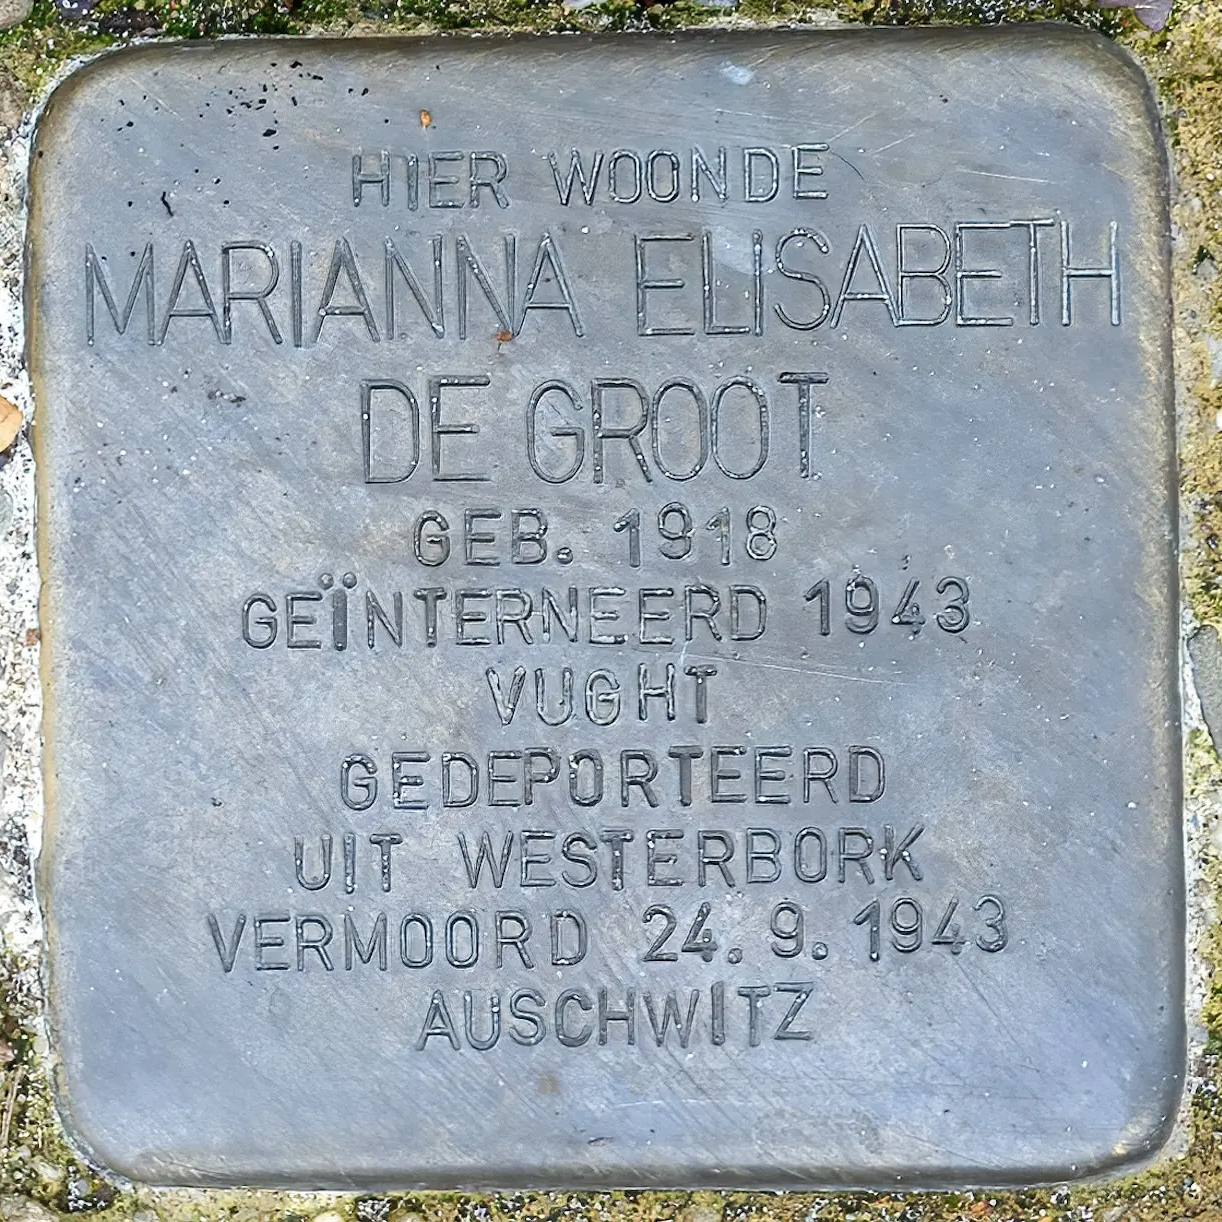 HIER WOONDE
MARIANNA ELISABETH
DE GROOT
GEB. 1918
GEÏNTERNEERD 1943
VUGHT
GEDEPORTEERD
UIT WESTERBORK
VERMOORD 24.9.1943
AUSCHWITZ